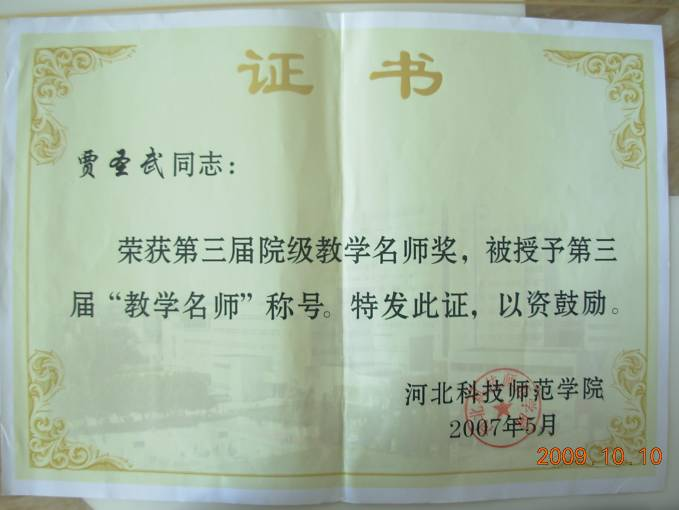 证书
贾圣武同志：
荣获第三届院级教学名师奖，被授予第三
届“教学名师”称号。特发此证，以资鼓励。
河北科技师范学院
2007年5月
2009.10.10